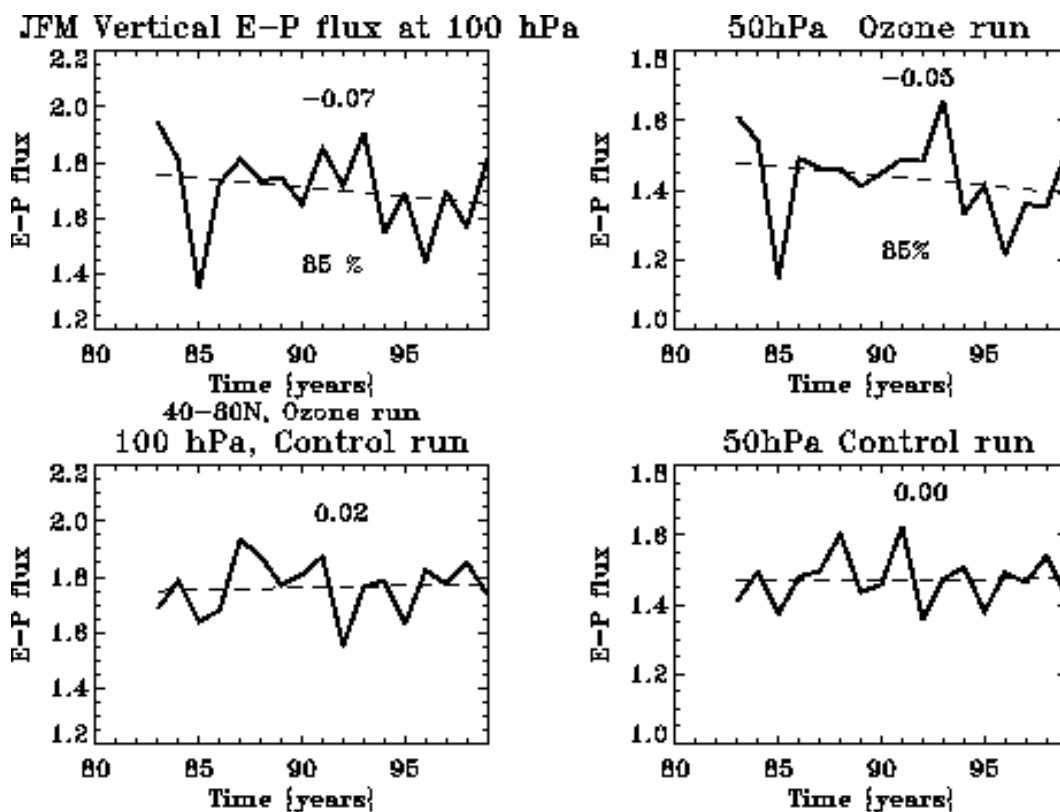 JFM Vertical E-P flux at 100 hPa
2.2
2.0
1.8
1.6
1.4
1.2
E-P flux
-0.07
85 %
80 85 90 95
Time {years}
40-80N, Ozone run
50hPa Ozone run
1.8
1.6
1.4
1.2
1.0
E-P flux
-0.05
85%
80 85 90 95
Time {years}
100 hPa, Control run
2.2
2.0
1.8
1.6
1.4
1.2
E-P flux
0.02
80 85 90 95
Time {years}
50hPa Control run
1.8
1.6
1.4
1.2
1.0
E-P flux
0.00
80 85 90 95
Time {years}